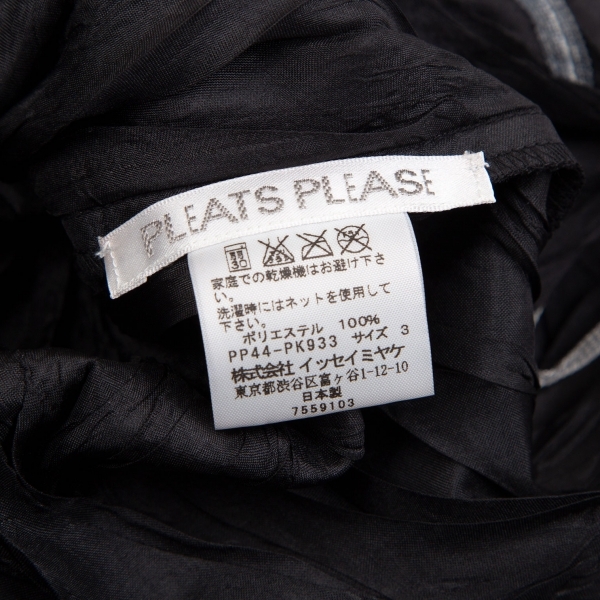 PLEATS PLEASE
30
家庭での乾燥機はお避け下さ
い。
洗濯時にはネットを使用して
下さい。
ポリエステル 100%
PP44-PK933 サイズ 3
株式会社イッセイミヤケ
東京都渋谷区富ヶ谷1-12-10
日本製
7559103